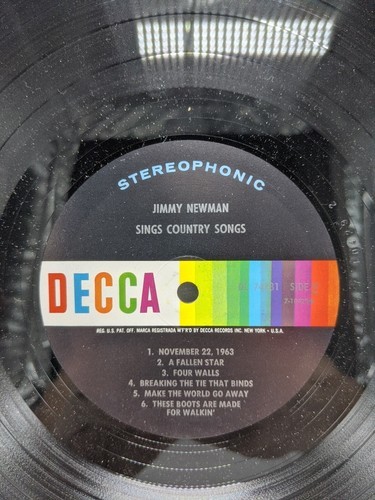 STEREOPHONIC
JIMMY NEWMAN
SINGS COUNTRY SONGS
DECCA
SIDE
REG. U.S. PAT. OFF. MARCA REGISTRADA M'F'R'D BY DECCA RECORDS INC. NEW YORK • U.S.A.
1. NOVEMBER 22, 1963
2. A FALLEN STAR
3. FOUR WALLS
4. BREAKING THE TIE THAT BINDS
5. MAKE THE WORLD GO AWAY
6. THESE BOOTS ARE MADE
FOR WALKIN'